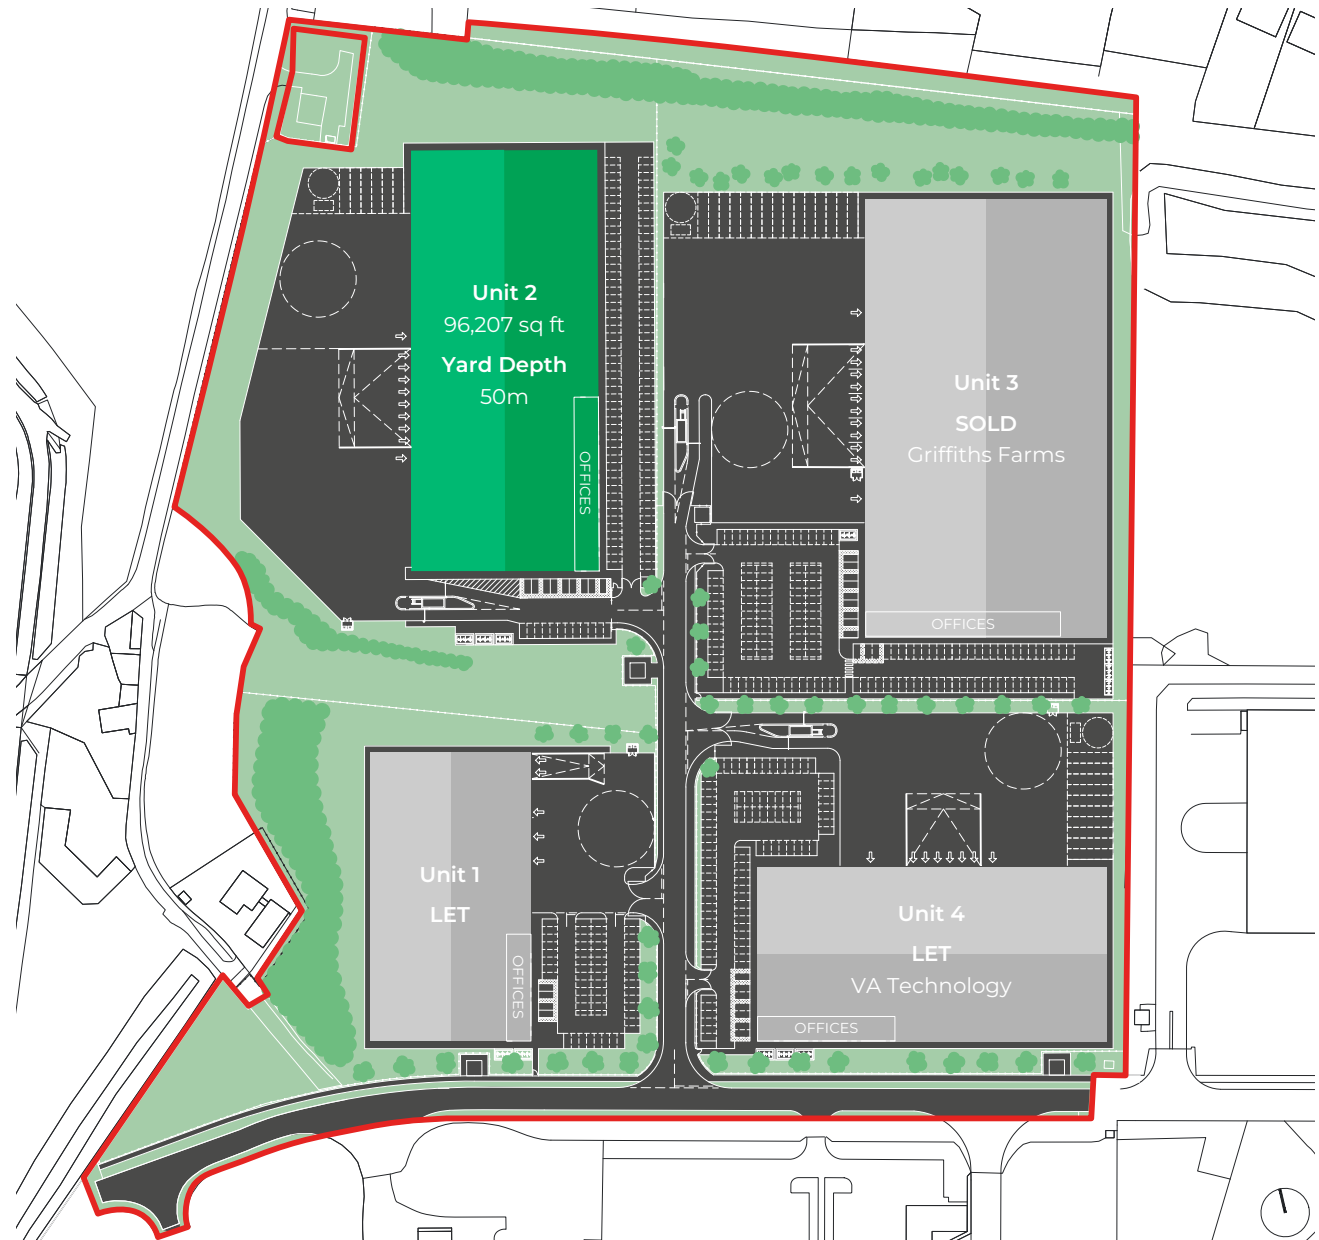 Unit 2
96,207 sq ft
Yard Depth
50m
OFFICES
Unit 3
SOLD
Griffiths Farms
OFFICES
Unit 1
LET
OFFICES
Unit 4
LET
VA Technology
OFFICES